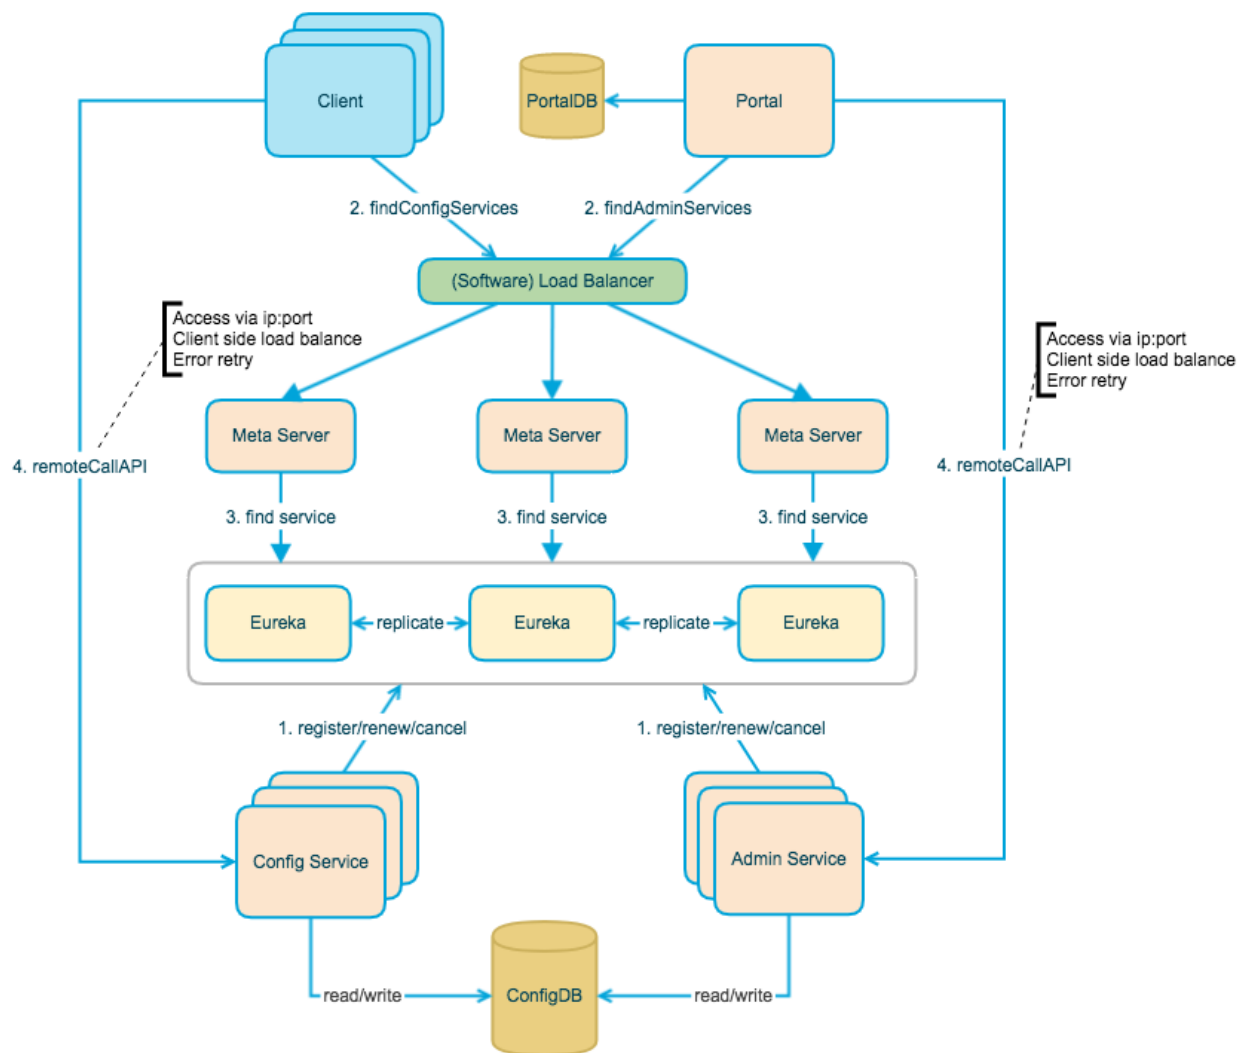 Client
PortalDB
Portal
2. findConfigServices
2. findAdminServices
(Software) Load Balancer
Access via ip:port
Client side load balance
Error retry
Access via ip:port
Client side load balance
Error retry
Meta Server
Meta Server
Meta Server
4. remoteCallAPI
4. remoteCallAPI
3. find service
3. find service
3. find service
Eureka
replicate
Eureka
replicate
Eureka
1. register/renew/cancel
1. register/renew/cancel
Config Service
Admin Service
read/write
ConfigDB
read/write